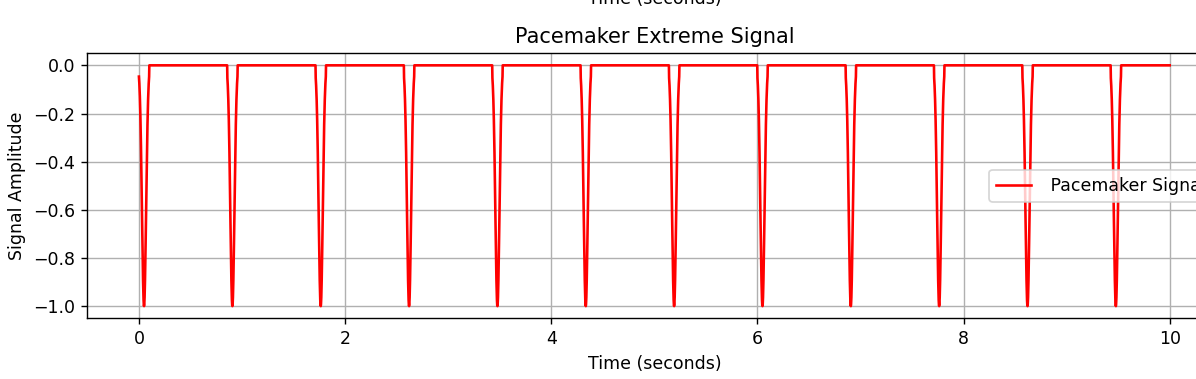 Time (seconds)
Pacemaker Extreme Signal
0.0
−0.2
−0.4
−0.6
−0.8
−1.0
Signal Amplitude
Pacemaker Signa
0 2 4 6 8 10
Time (seconds)